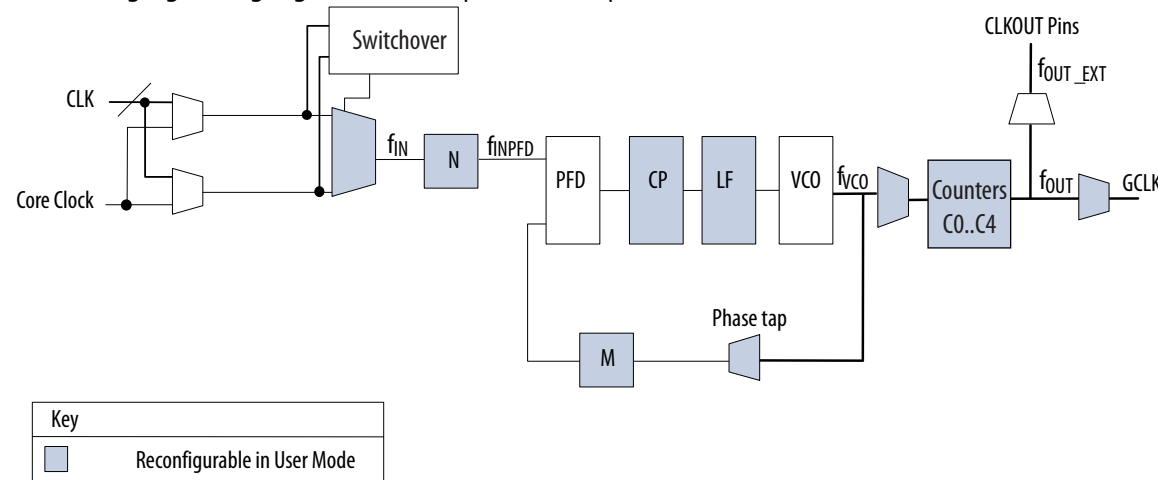 Switchover
CLKOUT Pins
fOUT_EXT
CLK
fIN
N
fINPFD
PFD
CP
LF
VCO
fVCO
Counters
C0..C4
fOUT
GCLK
Core Clock
Phase tap
M
Key
Reconfigurable in User Mode